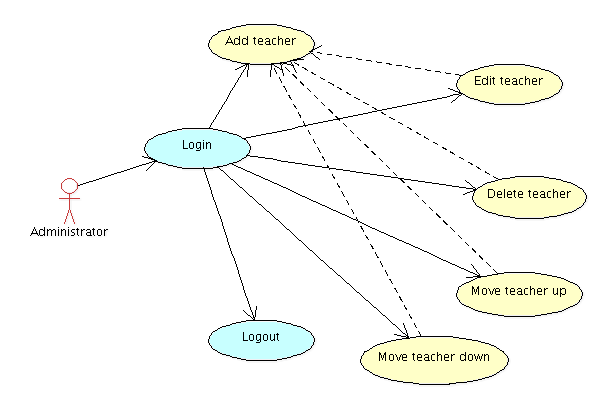 Add teacher
Edit teacher
Login
Delete teacher
Administrator
Move teacher up
Logout
Move teacher down